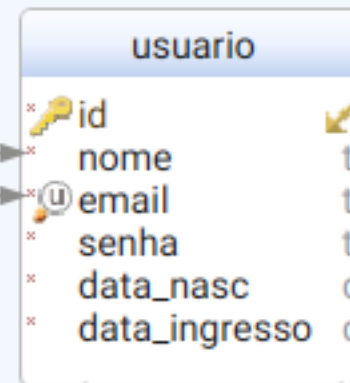 usuario
id
nome t
email t
senha t
data_nasc
data_ingresso